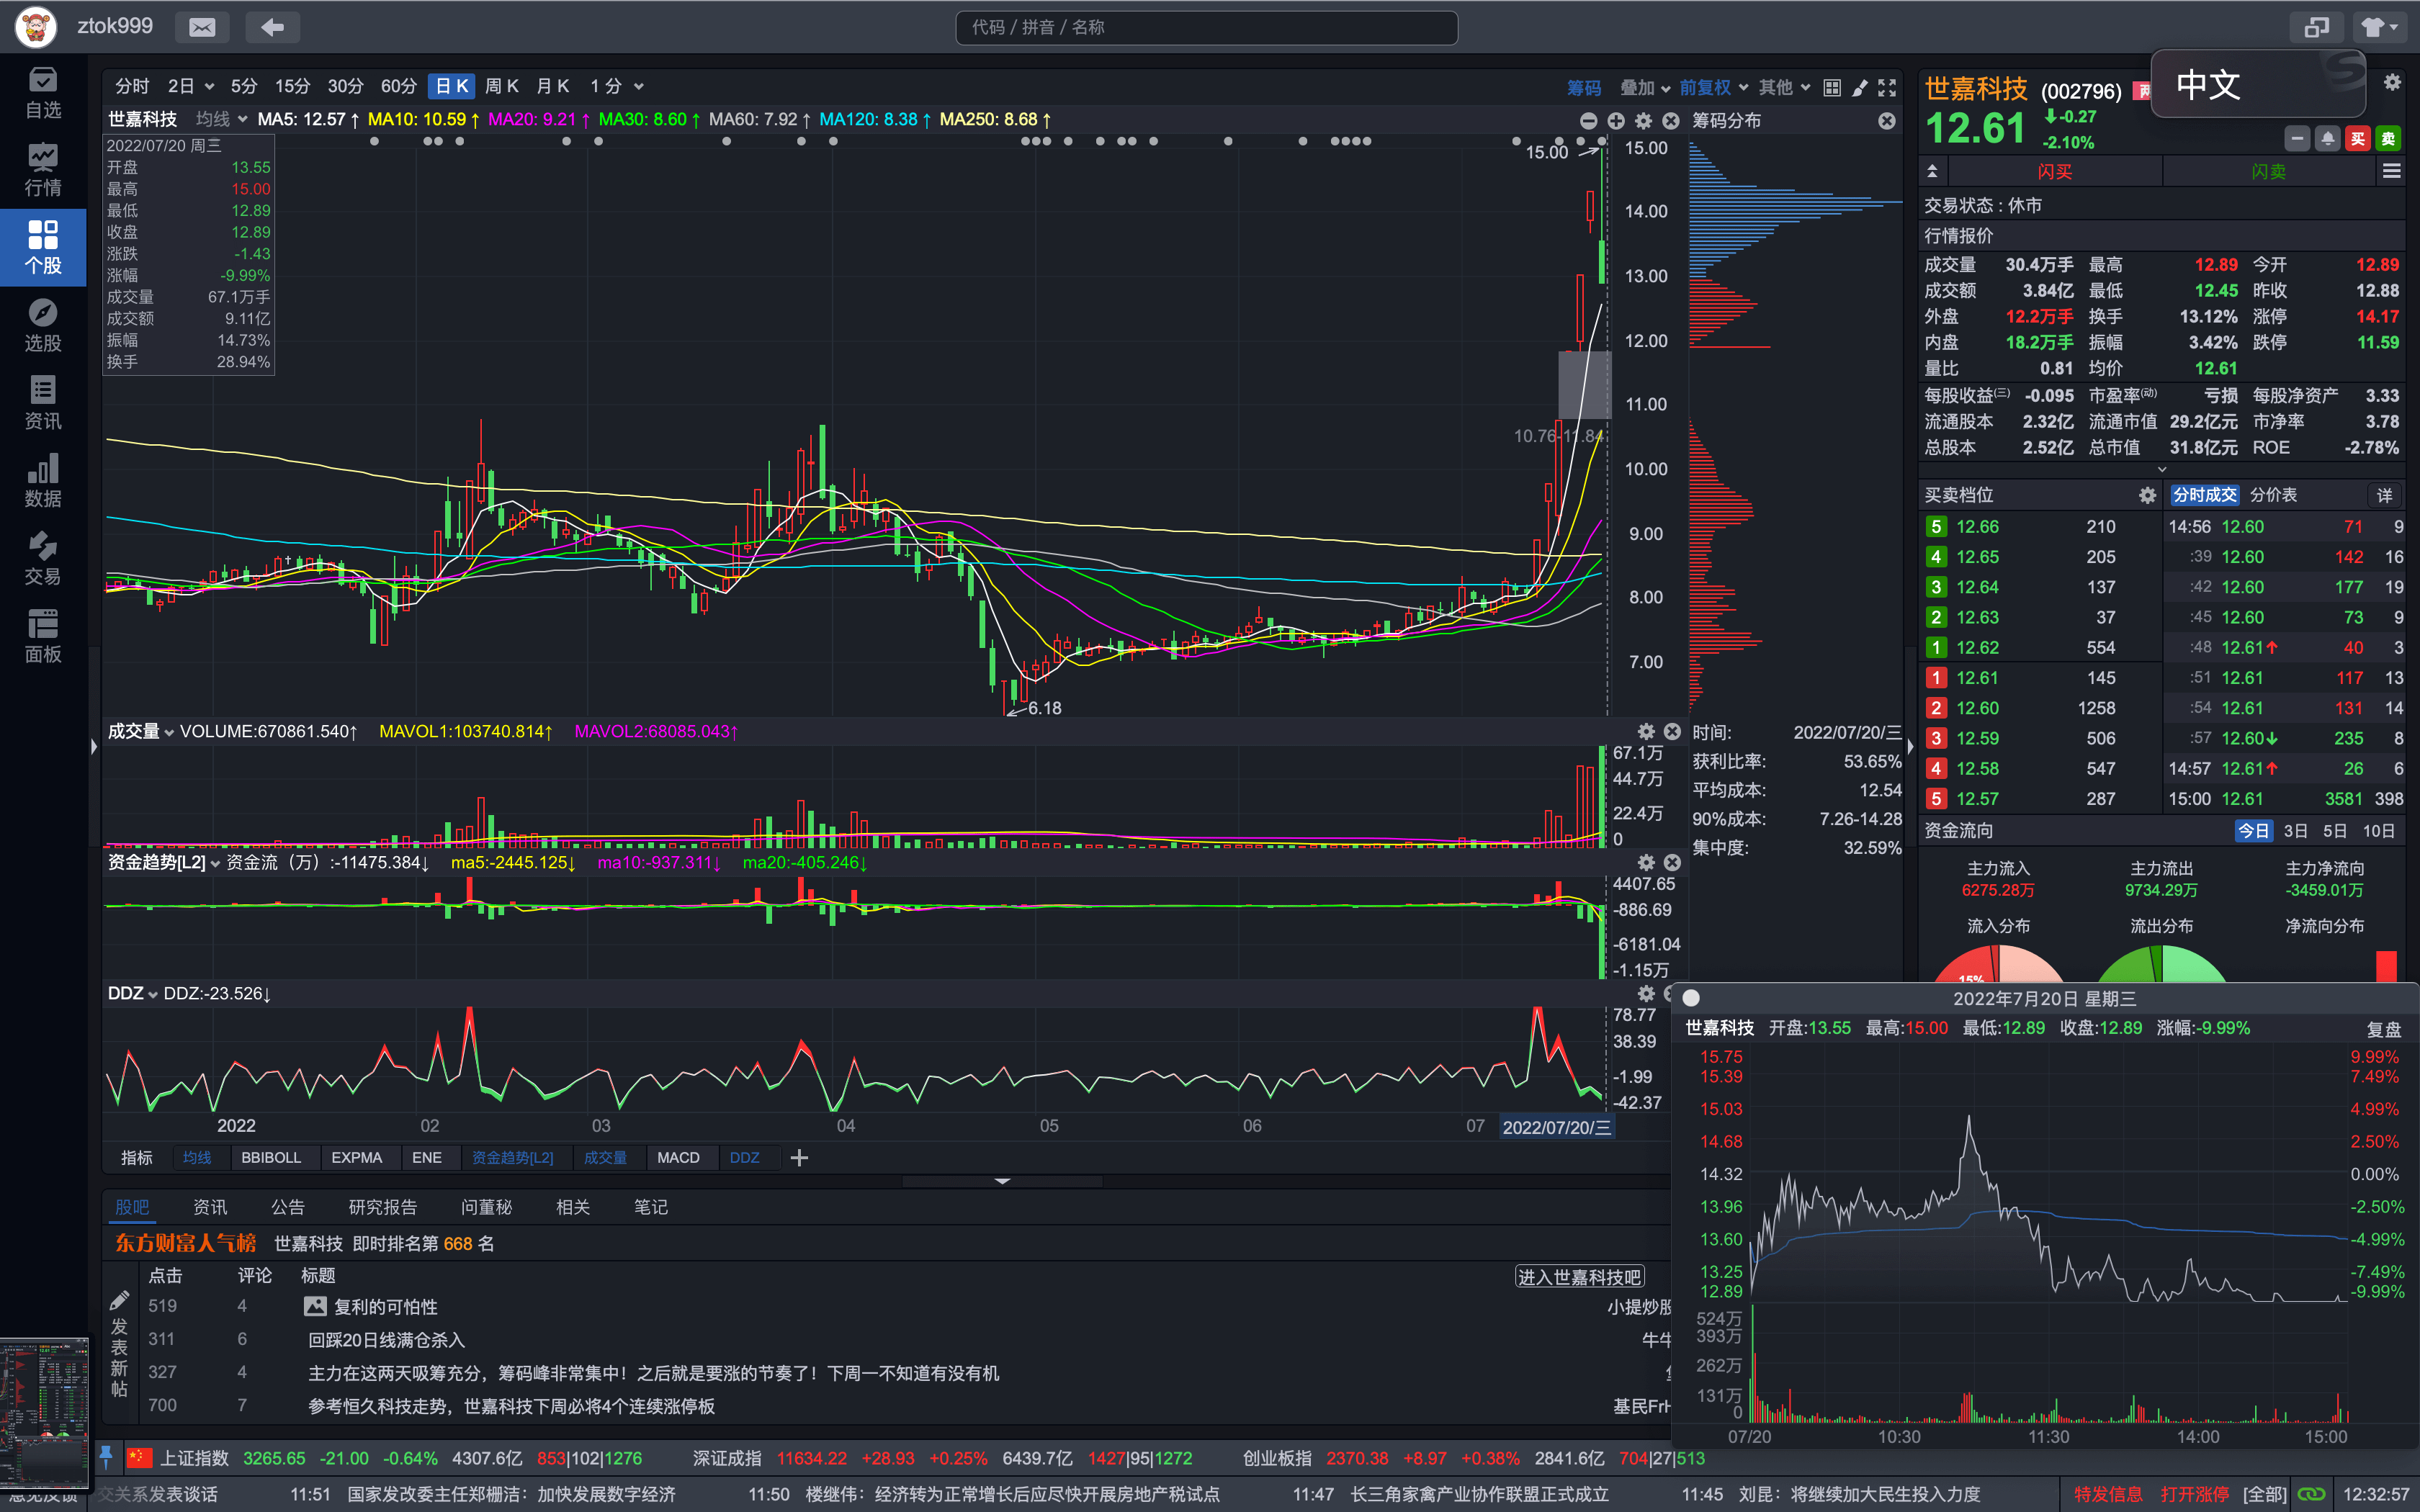 ztok999
代码 / 拼音 / 名称
中文
自选
行情
个股
选股
资讯
数据
交易
面板
分时 2日 5分 15分 30分 60分 日K 周K 月K 1分 筹码 叠加 前复权 其他
世嘉科技 均线 MA5: 12.57↑ MA10: 10.59↑ MA20: 9.21↑ MA30: 8.60↑ MA60: 7.92↑ MA120: 8.38↑ MA250: 8.68↑
筹码分布
2022/07/20 周三
开盘 13.55
最高 15.00
最低 12.89
收盘 12.89
涨跌 -1.43
涨幅 -9.99%
成交量 67.1万手
成交额 9.11亿
振幅 14.73%
换手 28.94%
15.00
10.76-11.84
6.18
15.00
14.00
13.00
12.00
11.00
10.00
9.00
8.00
7.00
成交量 VOLUME:670861.540↑ MAVOL1:103740.814↑ MAVOL2:68085.043↑
67.1万
44.7万
22.4万
0
资金趋势[L2] 资金流（万）:-11475.384↓ ma5:-2445.125↓ ma10:-937.311↓ ma20:-405.246↓
4407.65
-886.69
-6181.04
-1.15万
DDZ DDZ:-23.526↓
78.77
38.39
-1.99
-42.37
2022 02 03 04 05 06 07 2022/07/20/三
时间: 2022/07/20/三
获利比率: 53.65%
平均成本: 12.54
90%成本: 7.26-14.28
集中度: 32.59%
指标 均线 BBIBOLL EXPMA ENE 资金趋势[L2] 成交量 MACD DDZ
世嘉科技 (002796)
12.61 -0.27
-2.10%
买 卖
闪买 闪卖
交易状态 : 休市
行情报价
成交量 30.4万手 最高 12.89 今开 12.89
成交额 3.84亿 最低 12.45 昨收 12.88
外盘 12.2万手 换手 13.12% 涨停 14.17
内盘 18.2万手 振幅 3.42% 跌停 11.59
量比 0.81 均价 12.61
每股收益(三) -0.095 市盈率(动) 亏损 每股净资产 3.33
流通股本 2.32亿 流通市值 29.2亿元 市净率 3.78
总股本 2.52亿 总市值 31.8亿元 ROE -2.78%
买卖档位 分时成交 分价表 详
5 12.66 210 14:56 12.60 71 9
4 12.65 205 :39 12.60 142 16
3 12.64 137 :42 12.60 177 19
2 12.63 37 :45 12.60 73 9
1 12.62 554 :48 12.61↑ 40 3
1 12.61 145 :51 12.61 117 13
2 12.60 1258 :54 12.61 131 14
3 12.59 506 :57 12.60↓ 235 8
4 12.58 547 14:57 12.61↑ 26 6
5 12.57 287 15:00 12.61 3581 398
资金流向 今日 3日 5日 10日
主力流入 主力流出 主力净流向
6275.28万 9734.29万 -3459.01万
流入分布 流出分布 净流向分布
15%
2022年7月20日 星期三
世嘉科技 开盘:13.55 最高:15.00 最低:12.89 收盘:12.89 涨幅:-9.99% 复盘
15.75 9.99%
15.39 7.49%
15.03 4.99%
14.68 2.50%
14.32 0.00%
13.96 -2.50%
13.60 -4.99%
13.25 -7.49%
12.89 -9.99%
524万
393万
262万
131万
0
07/20 10:30 11:30 14:00 15:00
股吧 资讯 公告 研究报告 问董秘 相关 笔记
东方财富人气榜 世嘉科技 即时排名第 668 名
发表新帖
点击 评论 标题 进入世嘉科技吧
519 4 复利的可怕性 小提炒股
311 6 回踩20日线满仓杀入 牛牛
327 4 主力在这两天吸筹充分，筹码峰非常集中！之后就是要涨的节奏了！下周一不知道有没有机
700 7 参考恒久科技走势，世嘉科技下周必将4个连续涨停板 基民FrH
上证指数 3265.65 -21.00 -0.64% 4307.6亿 853|102|1276 深证成指 11634.22 +28.93 +0.25% 6439.7亿 1427|95|1272 创业板指 2370.38 +8.97 +0.38% 2841.6亿 704|27|513
意见反馈 交关系发表谈话 11:51 国家发改委主任郑栅洁：加快发展数字经济 11:50 楼继伟：经济转为正常增长后应尽快开展房地产税试点 11:47 长三角家禽产业协作联盟正式成立 11:45 刘昆：将继续加大民生投入力度 特发信息 打开涨停 [全部] 12:32:57